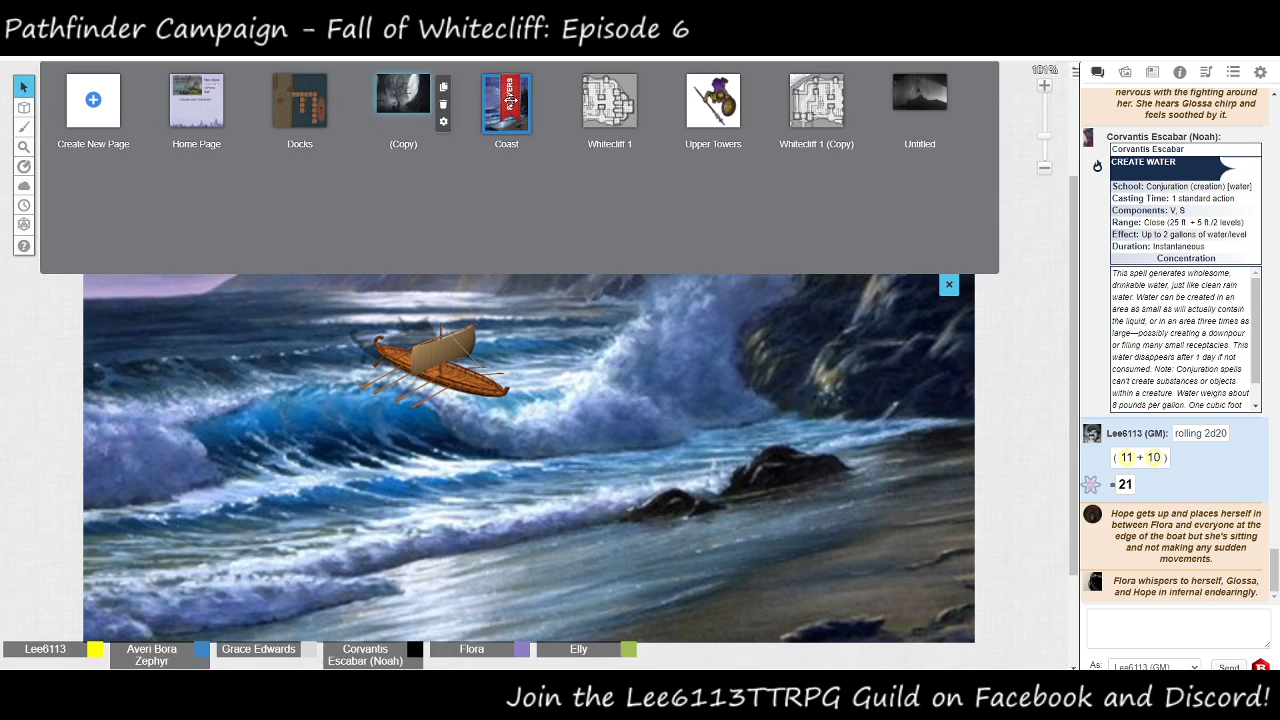 Pathfinder Campaign - Fall of Whitecliff: Episode 6
Create New Page
Home Page
Docks
(Copy)
PLAYERS
Coast
Whitecliff 1
Upper Towers
Whitecliff 1 (Copy)
Untitled
101%
nervous with the fighting around
her. She hears Glossa chirp and
feels soothed by it.
Corvantis Escabar (Noah):
Corvantis Escabar
CREATE WATER
School: Conjuration (creation) [water]
Casting Time: 1 standard action
Components: V, S
Range: Close (25 ft. + 5 ft./2 levels)
Effect: Up to 2 gallons of water/level
Duration: Instantaneous
Concentration
This spell generates wholesome,
drinkable water, just like clean rain
water. Water can be created in an
area as small as will actually contain
the liquid, or in an area three times as
large—possibly creating a downpour
or filling many small receptacles. This
water disappears after 1 day if not
consumed. Note: Conjuration spells
can't create substances or objects
within a creature. Water weighs about
8 pounds per gallon. One cubic foot
Lee6113 (GM): rolling 2d20
( 11 + 10 )
= 21
Hope gets up and places herself in
between Flora and everyone at the
edge of the boat but she's sitting
and not making any sudden
movements.
Flora whispers to herself, Glossa,
and Hope in infernal endearingly.
As: Lee6113 (GM) Send
Lee6113
Averi Bora
Zephyr
Grace Edwards
Corvantis
Escabar (Noah)
Flora
Elly
Join the Lee6113TTRPG Guild on Facebook and Discord!